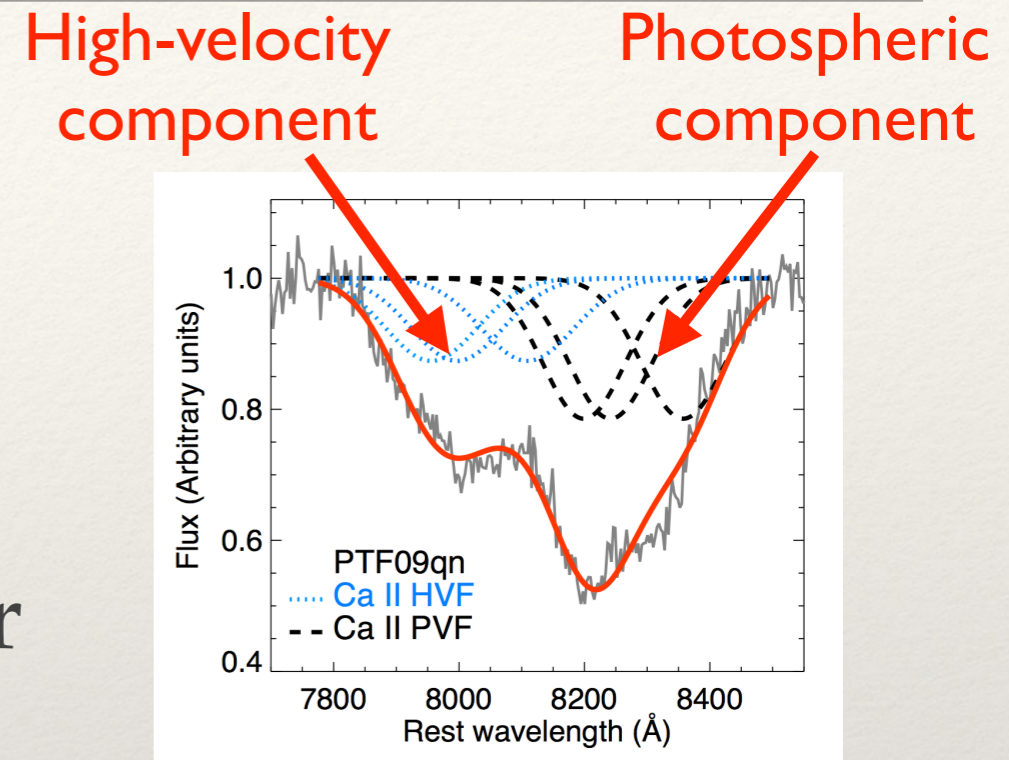 High-velocity
component
Photospheric
component
1.0
0.8
0.6
0.4
Flux (Arbitrary units)
PTF09qn
Ca II HVF
Ca II PVF
7800 8000 8200 8400
Rest wavelength (Å)
r